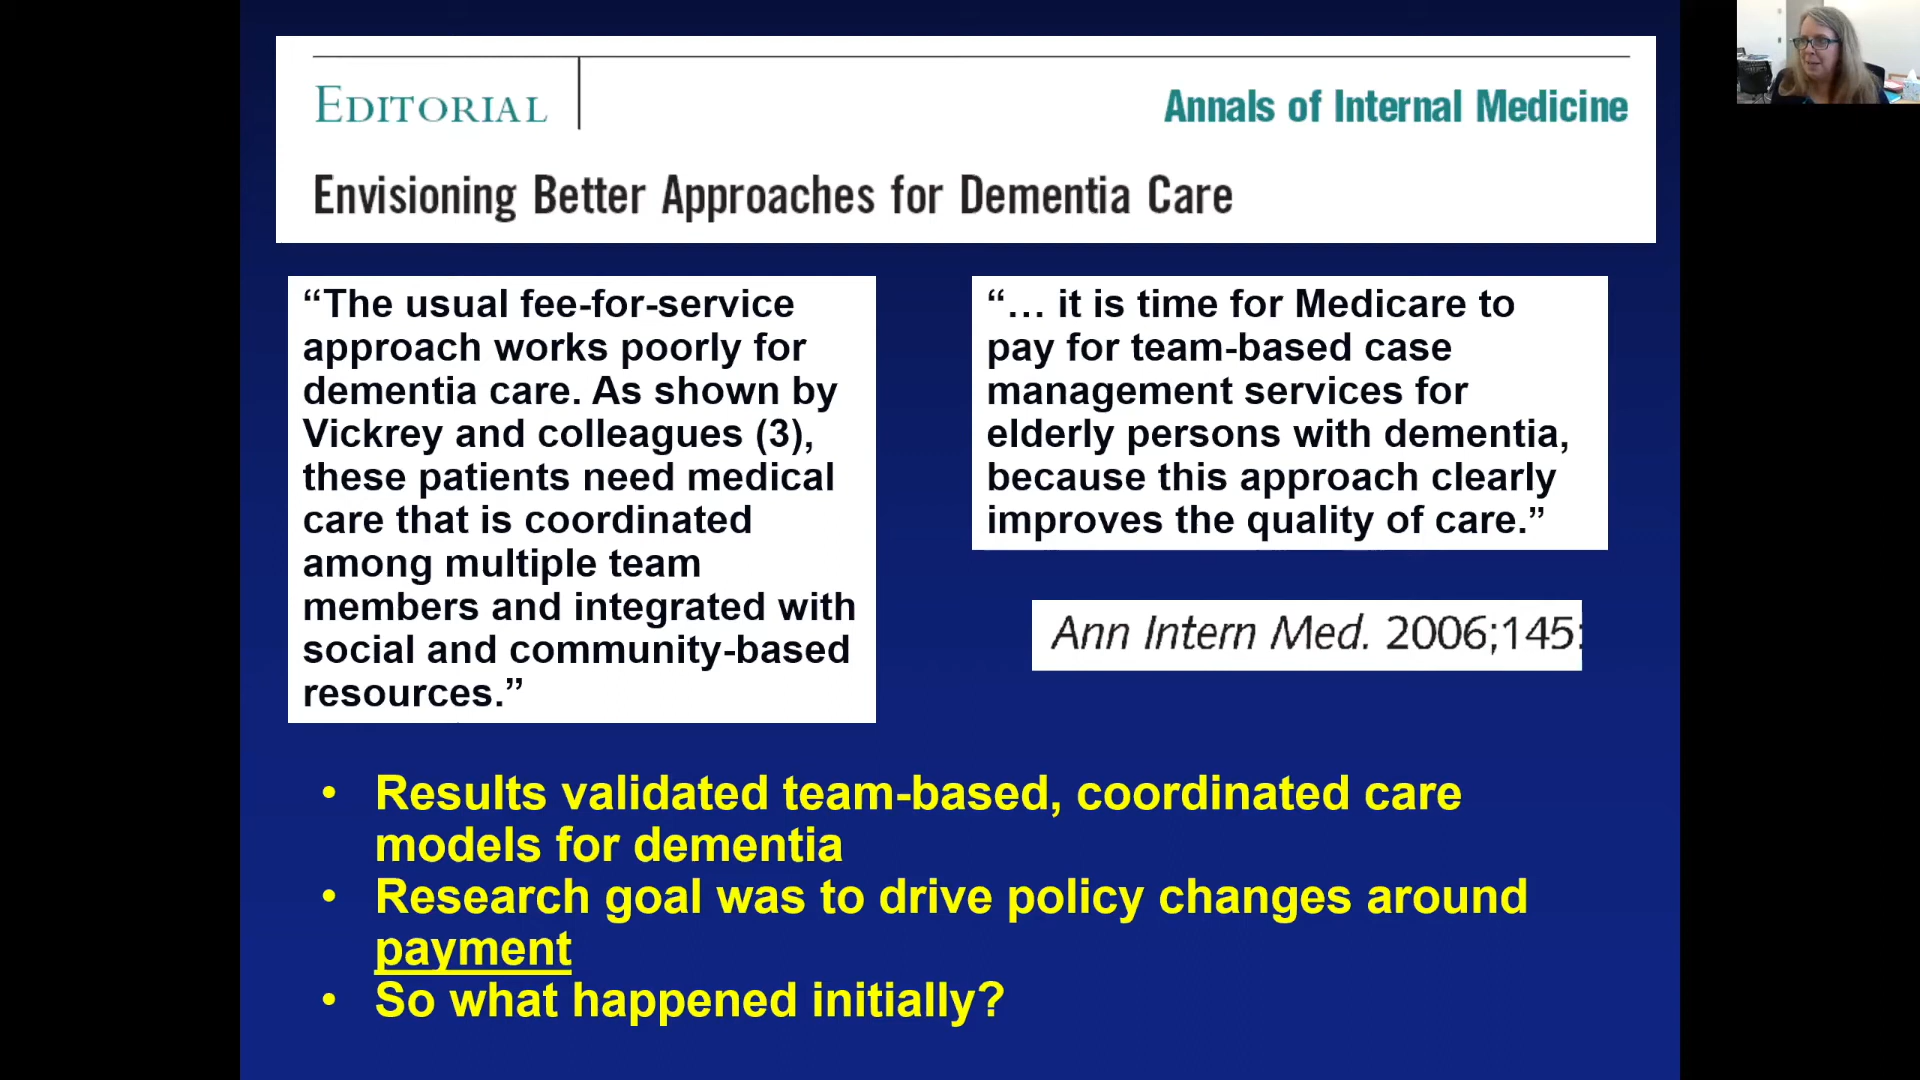 EDITORIAL
Annals of Internal Medicine
Envisioning Better Approaches for Dementia Care
“The usual fee-for-service
approach works poorly for
dementia care. As shown by
Vickrey and colleagues (3),
these patients need medical
care that is coordinated
among multiple team
members and integrated with
social and community-based
resources.”
“… it is time for Medicare to
pay for team-based case
management services for
elderly persons with dementia,
because this approach clearly
improves the quality of care.”
Ann Intern Med. 2006;145:
• Results validated team-based, coordinated care
models for dementia
• Research goal was to drive policy changes around
payment
• So what happened initially?